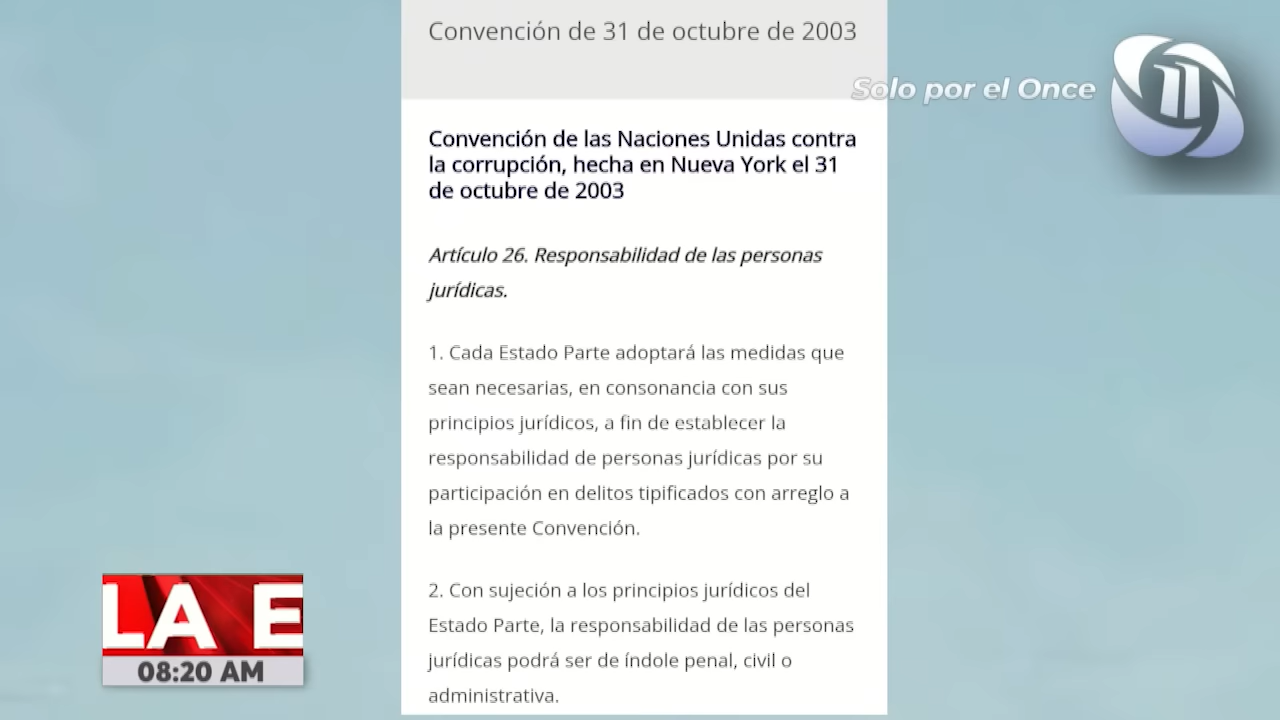 Convención de 31 de octubre de 2003
Solo por el Once
11
Convención de las Naciones Unidas contra
la corrupción, hecha en Nueva York el 31
de octubre de 2003
Artículo 26. Responsabilidad de las personas
jurídicas.
1. Cada Estado Parte adoptará las medidas que
sean necesarias, en consonancia con sus
principios jurídicos, a fin de establecer la
responsabilidad de personas jurídicas por su
participación en delitos tipificados con arreglo a
la presente Convención.
2. Con sujeción a los principios jurídicos del
Estado Parte, la responsabilidad de las personas
jurídicas podrá ser de índole penal, civil o
administrativa.
LA E
08:20 AM